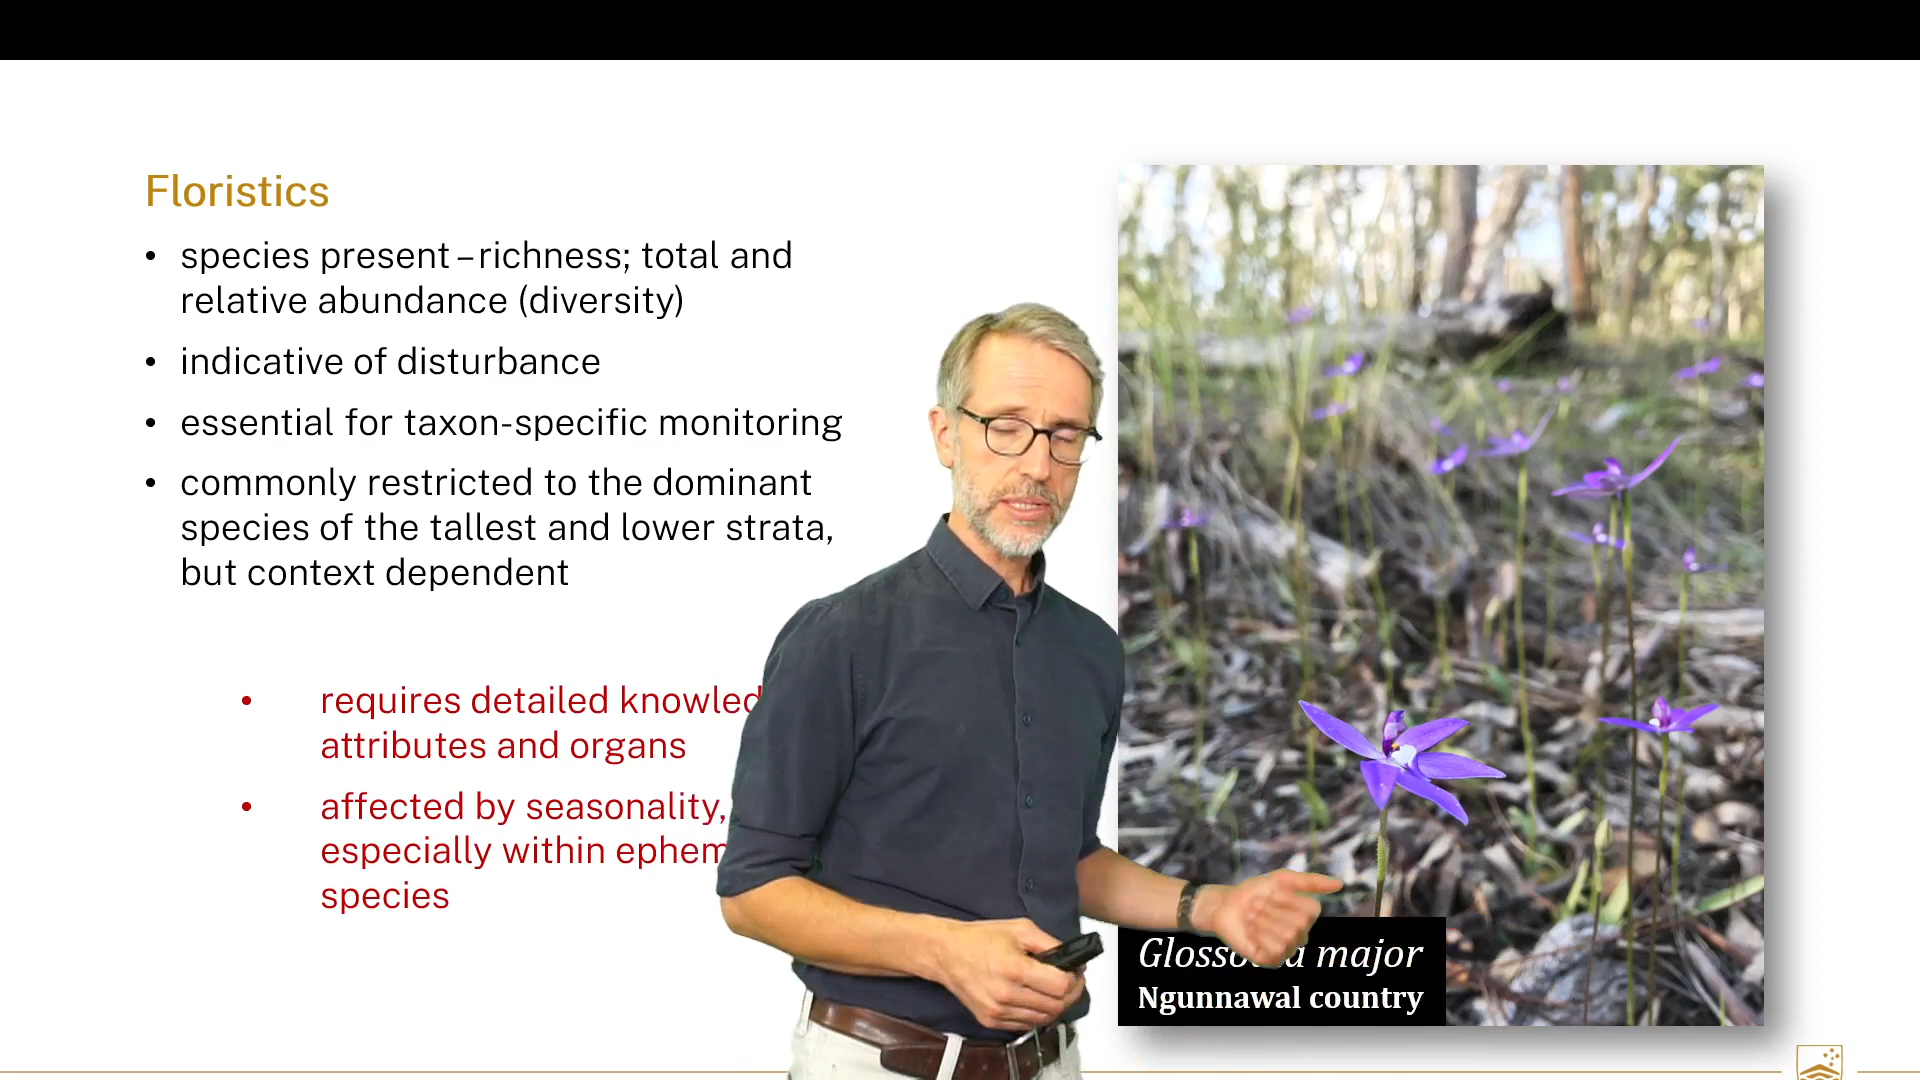 Floristics
• species present – richness; total and
relative abundance (diversity)
• indicative of disturbance
• essential for taxon-specific monitoring
• commonly restricted to the dominant
species of the tallest and lower strata,
but context dependent
• requires detailed
attributes and organs
• affected by seasonality,
especially within
species
major
Ngunnawal country